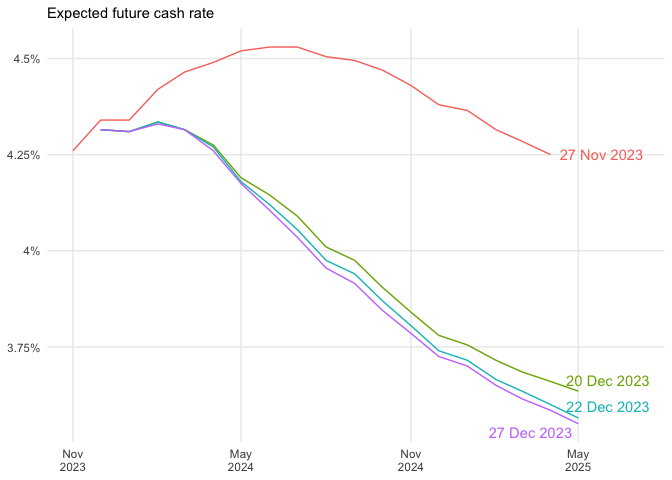 Expected future cash rate
4.5%
4.25%
4%
3.75%
27 Nov 2023
20 Dec 2023
22 Dec 2023
27 Dec 2023
Nov
2023
May
2024
Nov
2024
May
2025